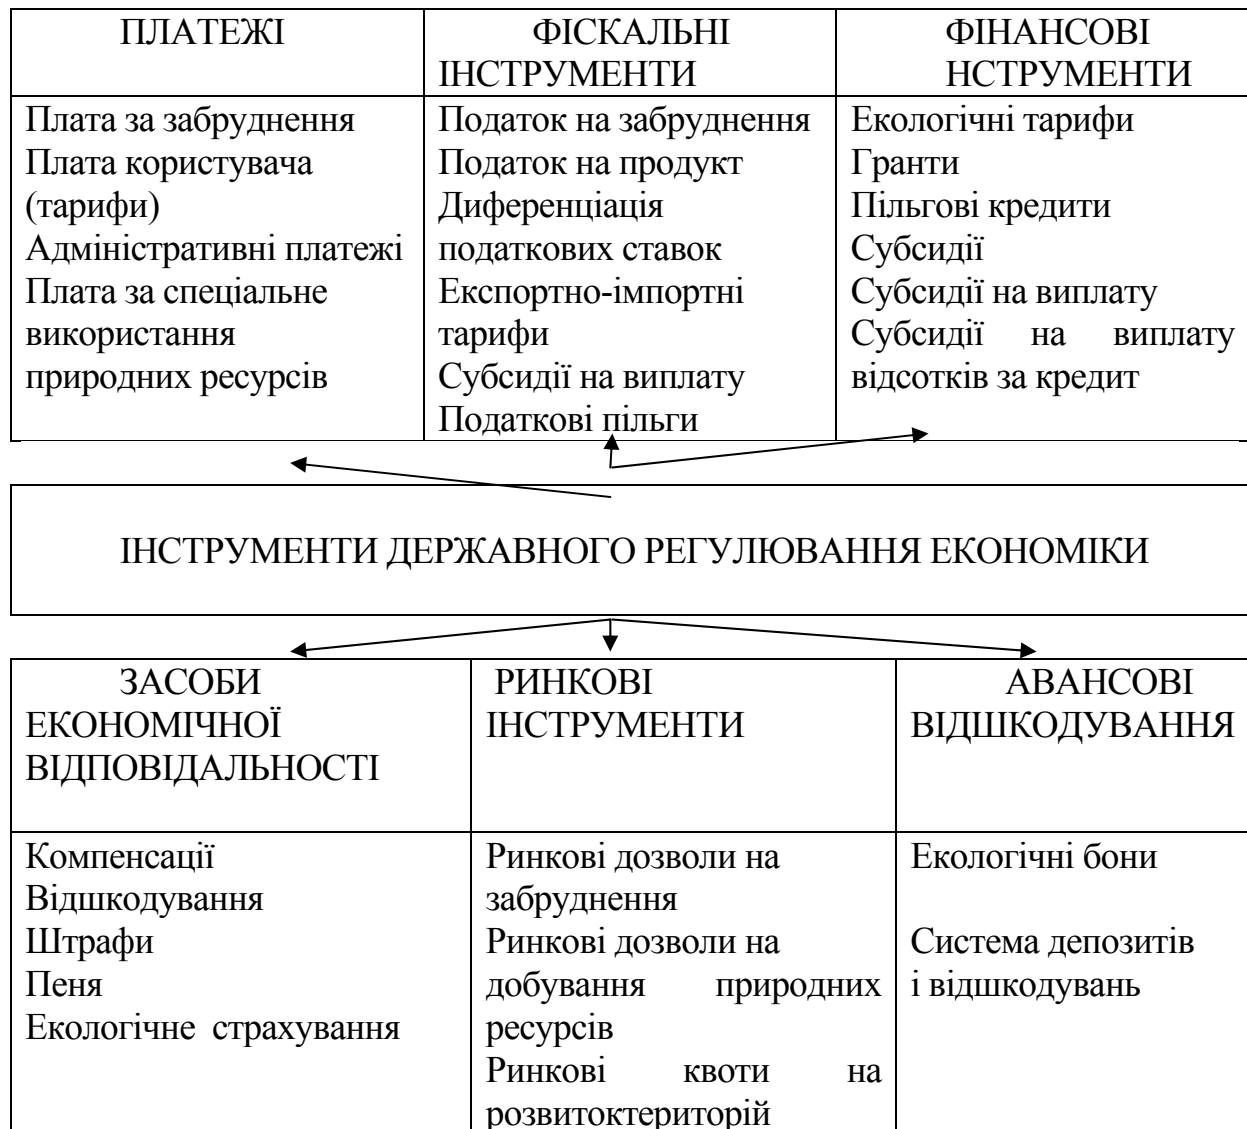 ПЛАТЕЖІ
Плата за забруднення
Плата користувача
(тарифи)
Адміністративні платежі
Плата за спеціальне
використання
природних ресурсів
ФІСКАЛЬНІ
ІНСТРУМЕНТИ
Податок на забруднення
Податок на продукт
Диференціація
податкових ставок
Експортно-імпортні
тарифи
Субсидії на виплату
Податкові пільги
ФІНАНСОВІ
НСТРУМЕНТИ
Екологічні тарифи
Гранти
Пільгові кредити
Субсидії
Субсидії на виплату
Субсидії на виплату
відсотків за кредит
ІНСТРУМЕНТИ ДЕРЖАВНОГО РЕГУЛЮВАННЯ ЕКОНОМІКИ
ЗАСОБИ
ЕКОНОМІЧНОЇ
ВІДПОВІДАЛЬНОСТІ
Компенсації
Відшкодування
Штрафи
Пеня
Екологічне страхування
РИНКОВІ
ІНСТРУМЕНТИ
Ринкові дозволи на
забруднення
Ринкові дозволи на
добування природних
ресурсів
Ринкові квоти на
розвитоктериторій
АВАНСОВІ
ВІДШКОДУВАННЯ
Екологічні бони
Система депозитів
і відшкодувань